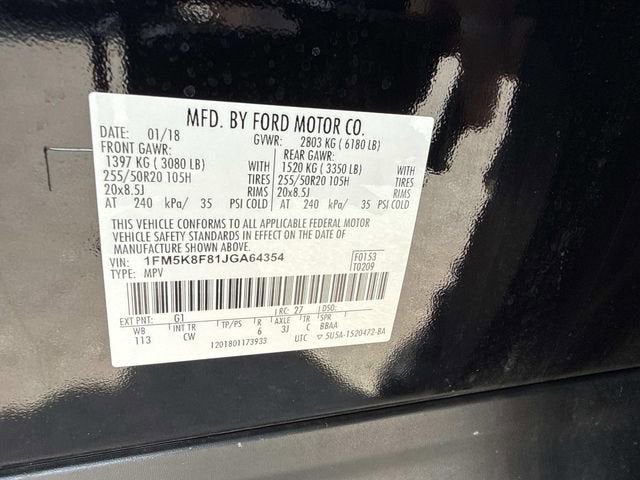 MFD. BY FORD MOTOR CO.
DATE: 01/18 GVWR: 2803 KG ( 6180 LB)
FRONT GAWR: REAR GAWR:
1397 KG ( 3080 LB) 1520 KG ( 3350 LB)
255/50R20 105H TIRES 255/50R20 105H TIRES
20x8.5J RIMS 20x8.5J RIMS
AT 240 kPa/ 35 PSI COLD AT 240 kPa/ 35 PSI COLD
THIS VEHICLE CONFORMS TO ALL APPLICABLE FEDERAL MOTOR
VEHICLE SAFETY STANDARDS IN EFFECT ON THE DATE OF
MANUFACTURE SHOWN ABOVE.
VIN: 1FM5K8F81JGA64354 F0153
TYPE: MPV T0209
EXT PNT: G1 RC: 27 DSO:
WB INT TR TP/PS R AXLE TR SPR
113 CW 6 3J C BBAA
1201801173933 UTC ▽ 5U5A-1520472-BA